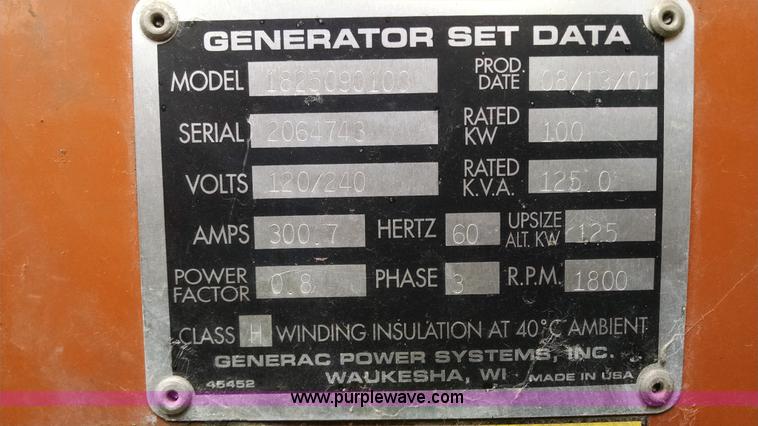 GENERATOR SET DATA
MODEL 1825090100 PROD. DATE 08/13/01
SERIAL 2064743 RATED KW 100
VOLTS 120/240 RATED K.V.A. 125.0
AMPS 300.7 HERTZ 60 UPSIZE ALT. KW 125
POWER FACTOR 0.8 PHASE 3 R.P.M. 1800
CLASS H WINDING INSULATION AT 40°C AMBIENT
GENERAC POWER SYSTEMS, INC.
45452 WAUKESHA, WI MADE IN USA
www.purplewave.com